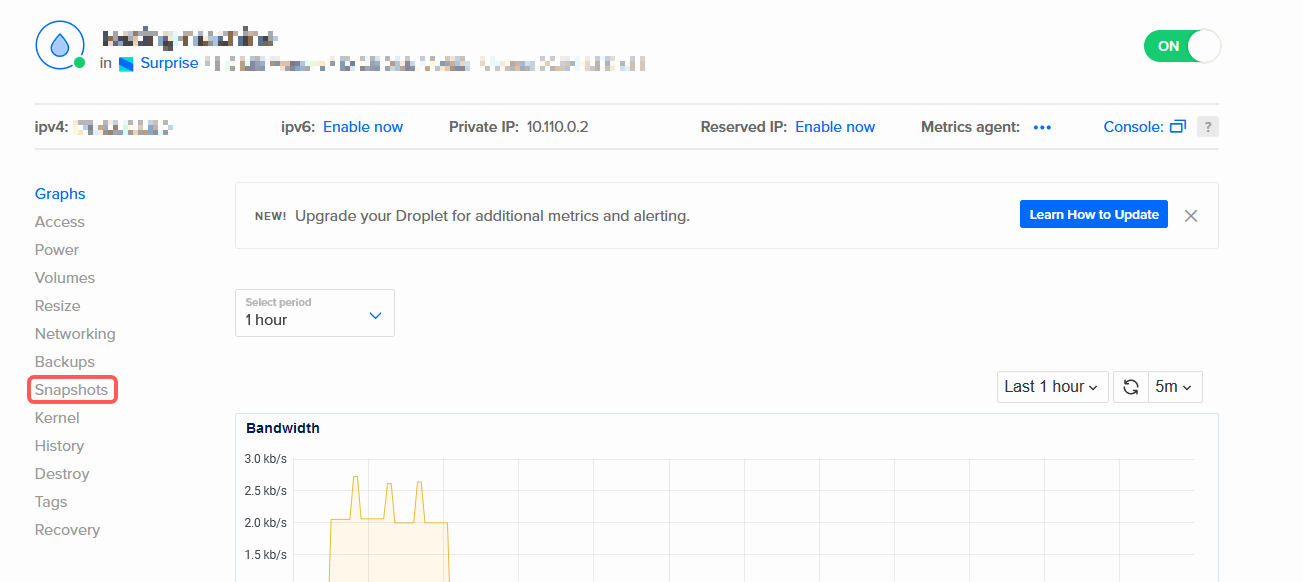 ON
in Surprise
ipv4: ipv6: Enable now Private IP: 10.110.0.2 Reserved IP: Enable now Metrics agent: ••• Console: ?
Graphs
Access
Power
Volumes
Resize
Networking
Backups
Snapshots
Kernel
History
Destroy
Tags
Recovery
NEW! Upgrade your Droplet for additional metrics and alerting. Learn How to Update
Select period
1 hour
Last 1 hour 5m
Bandwidth
3.0 kb/s
2.5 kb/s
2.0 kb/s
1.5 kb/s